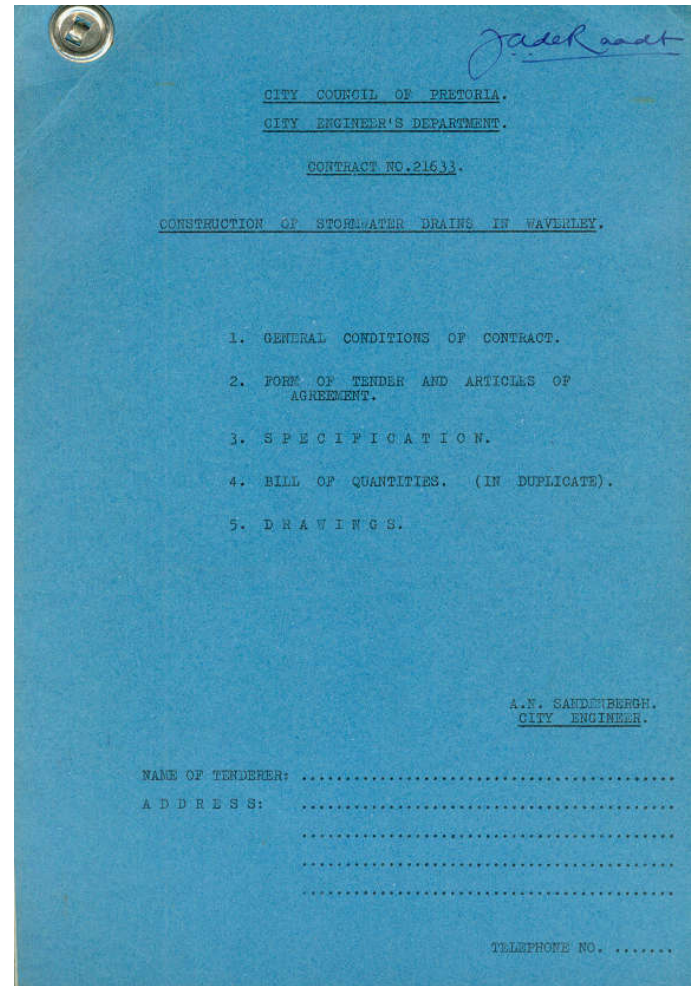 JAdeRaadt
CITY COUNCIL OF PRETORIA.
CITY ENGINEER'S DEPARTMENT.
CONTRACT NO.21633.
CONSTRUCTION OF STORMWATER DRAINS IN WAVERLEY.
1. GENERAL CONDITIONS OF CONTRACT.
2. FORM OF TENDER AND ARTICLES OF
AGREEMENT.
3. S P E C I F I C A T I O N.
4. BILL OF QUANTITIES. (IN DUPLICATE).
5. D R A W I N G S.
A.N. SANDENBERGH.
CITY ENGINEER.
NAME OF TENDERER: ............................................
A D D R E S S: ............................................
............................................
............................................
............................................
TELEPHONE NO. .......